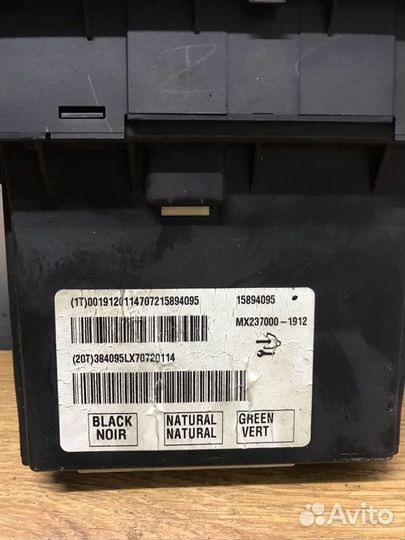 (1T)0019120114707215894095
15894095
MX237000-1912
(20T)384095LX70720114
BLACK
NOIR
NATURAL
NATURAL
GREEN
VERT
Avito